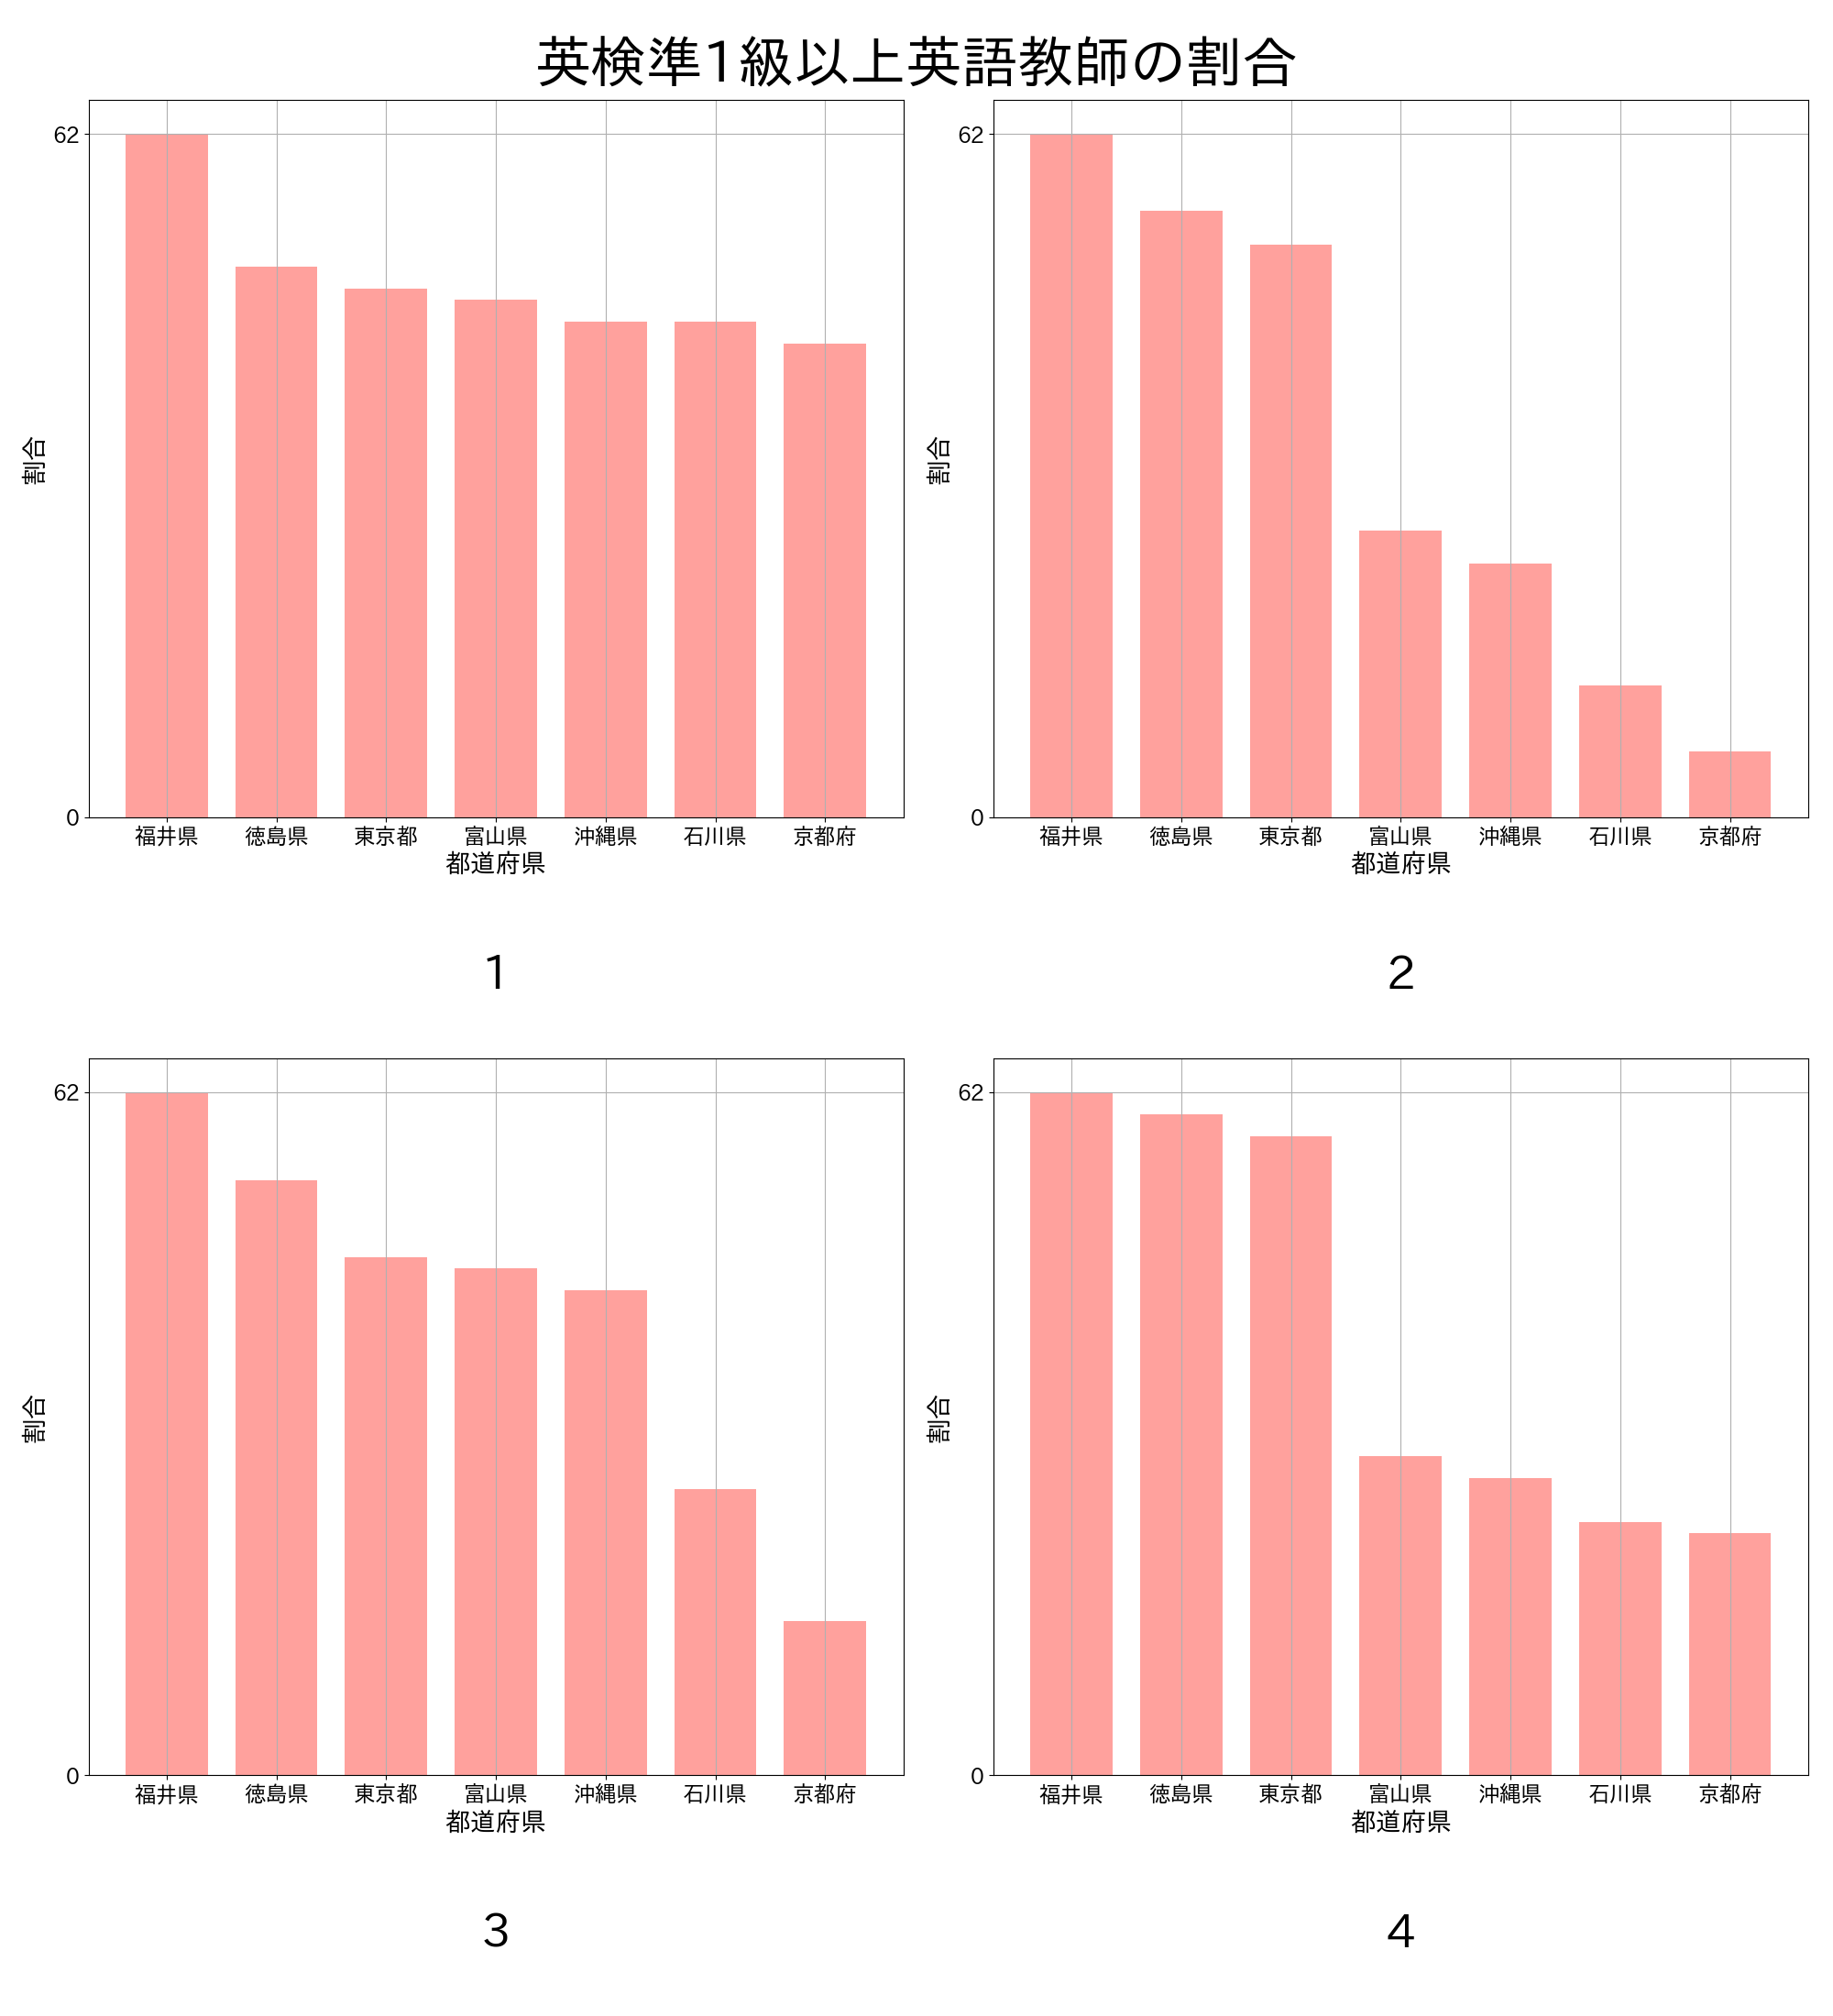 英検準1級以上英語教師の割合
62
0
割合
福井県 徳島県 東京都 富山県 沖縄県 石川県 京都府
都道府県
1
62
0
割合
福井県 徳島県 東京都 富山県 沖縄県 石川県 京都府
都道府県
2
62
0
割合
福井県 徳島県 東京都 富山県 沖縄県 石川県 京都府
都道府県
3
62
0
割合
福井県 徳島県 東京都 富山県 沖縄県 石川県 京都府
都道府県
4